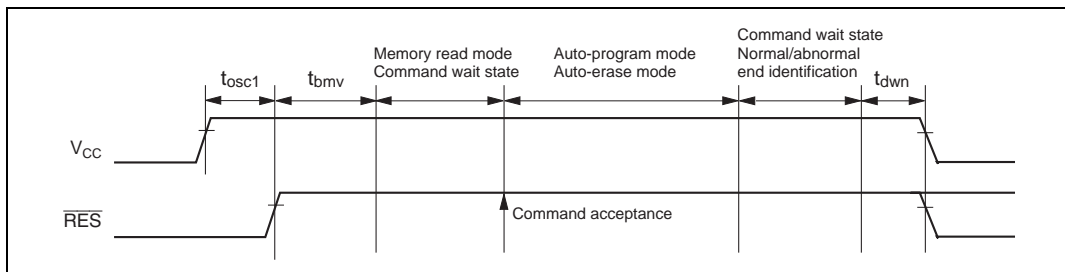 Command wait state
Memory read mode
Auto-program mode
Normal/abnormal
Command wait state
Auto-erase mode
end identification
tosc1
tbmv
tdwn
VCC
RES
Command acceptance